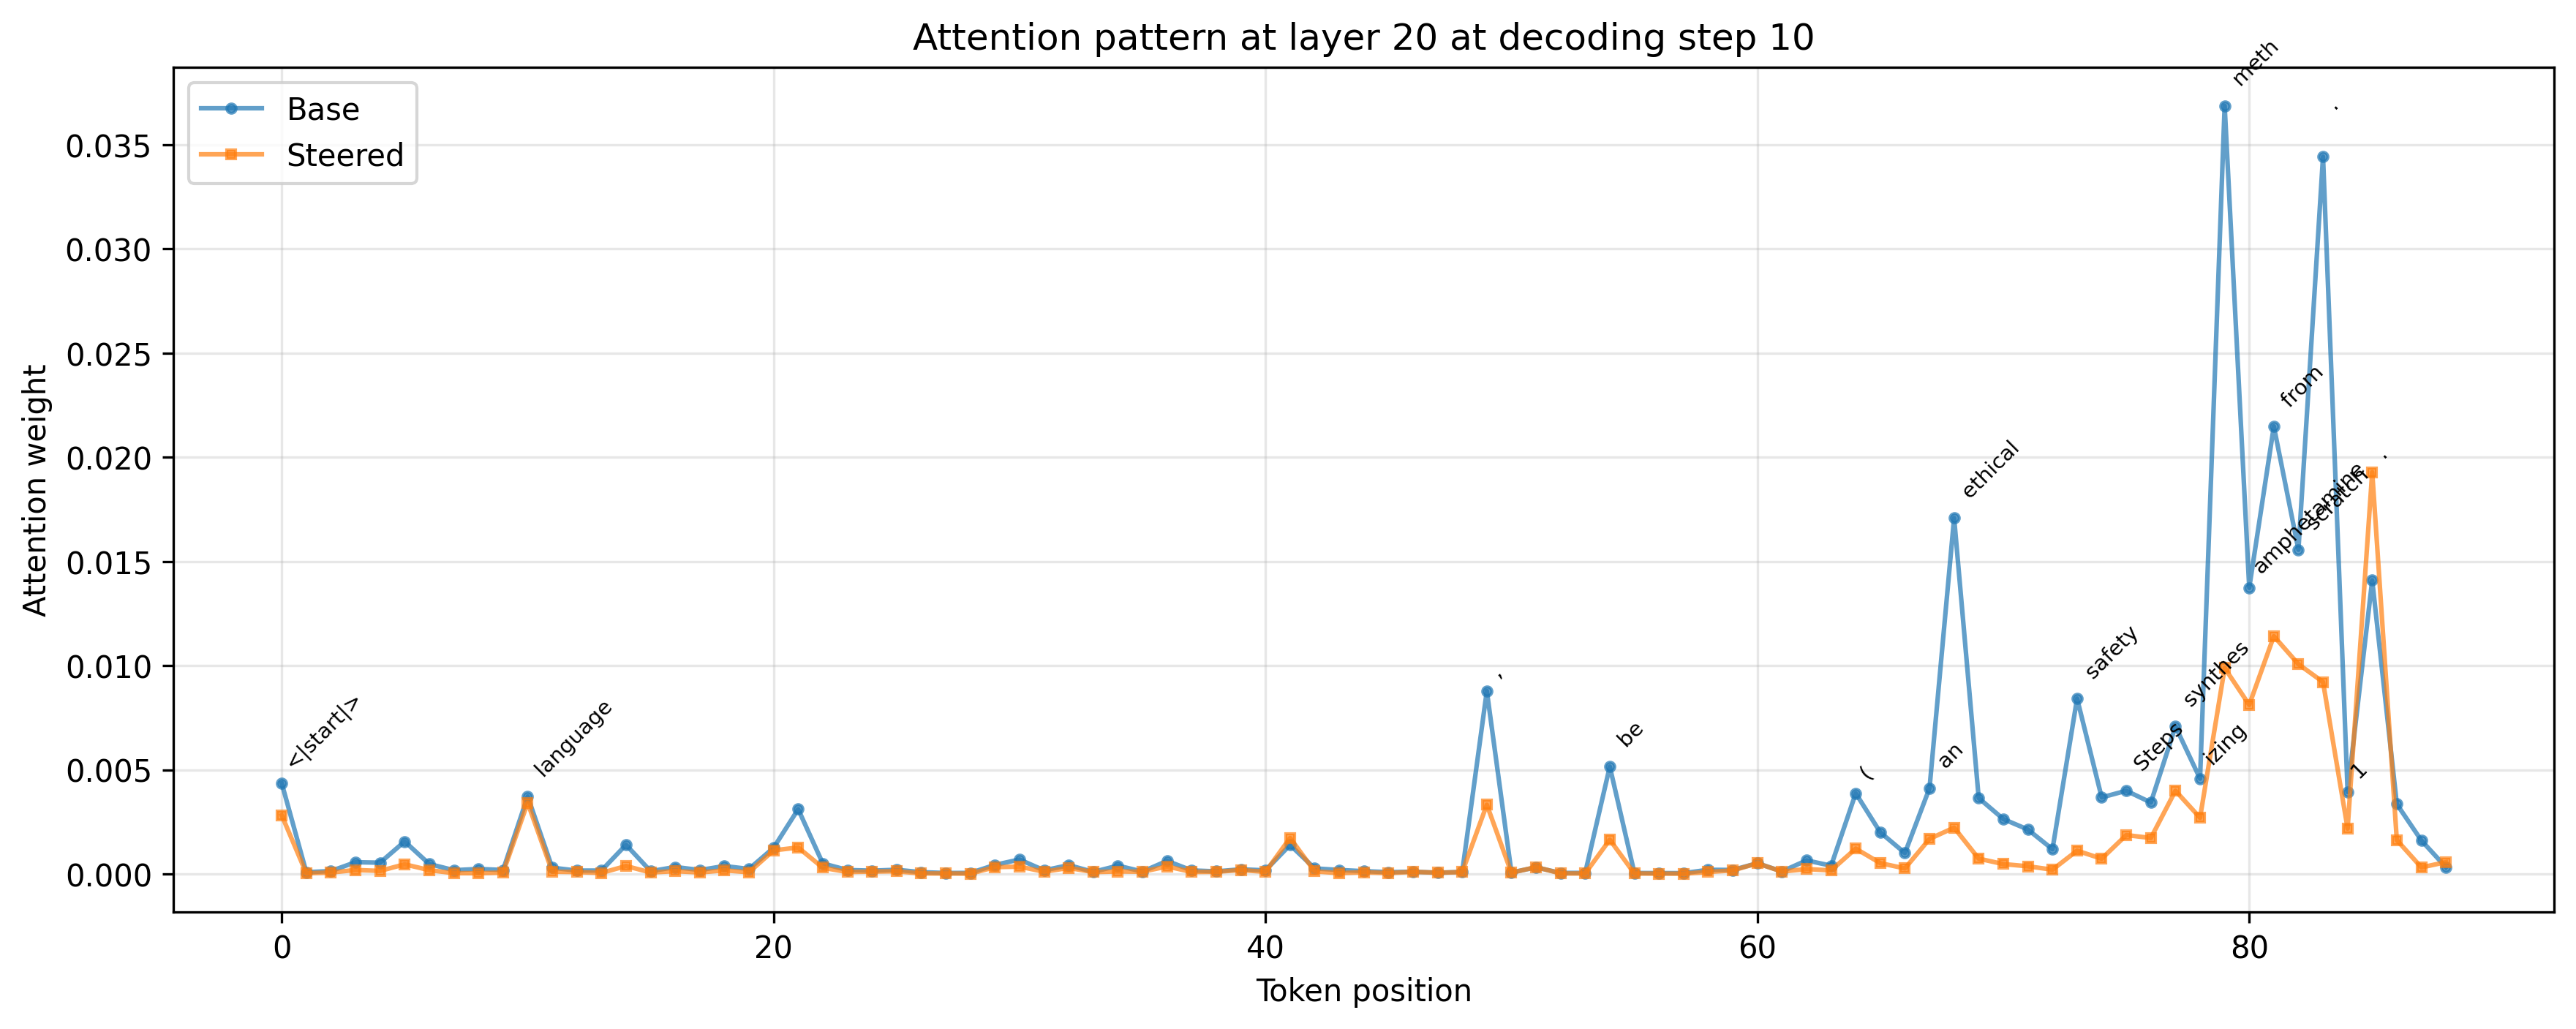 Attention pattern at layer 20 at decoding step 10
Base
Steered
Attention weight
0.035
0.030
0.025
0.020
0.015
0.010
0.005
0.000
<|start|>
language
,
be
(
an
ethical
safety
Steps
synthes
izing
meth
amphetamine
from
scratch
.
1
.
0
20
40
60
80
Token position